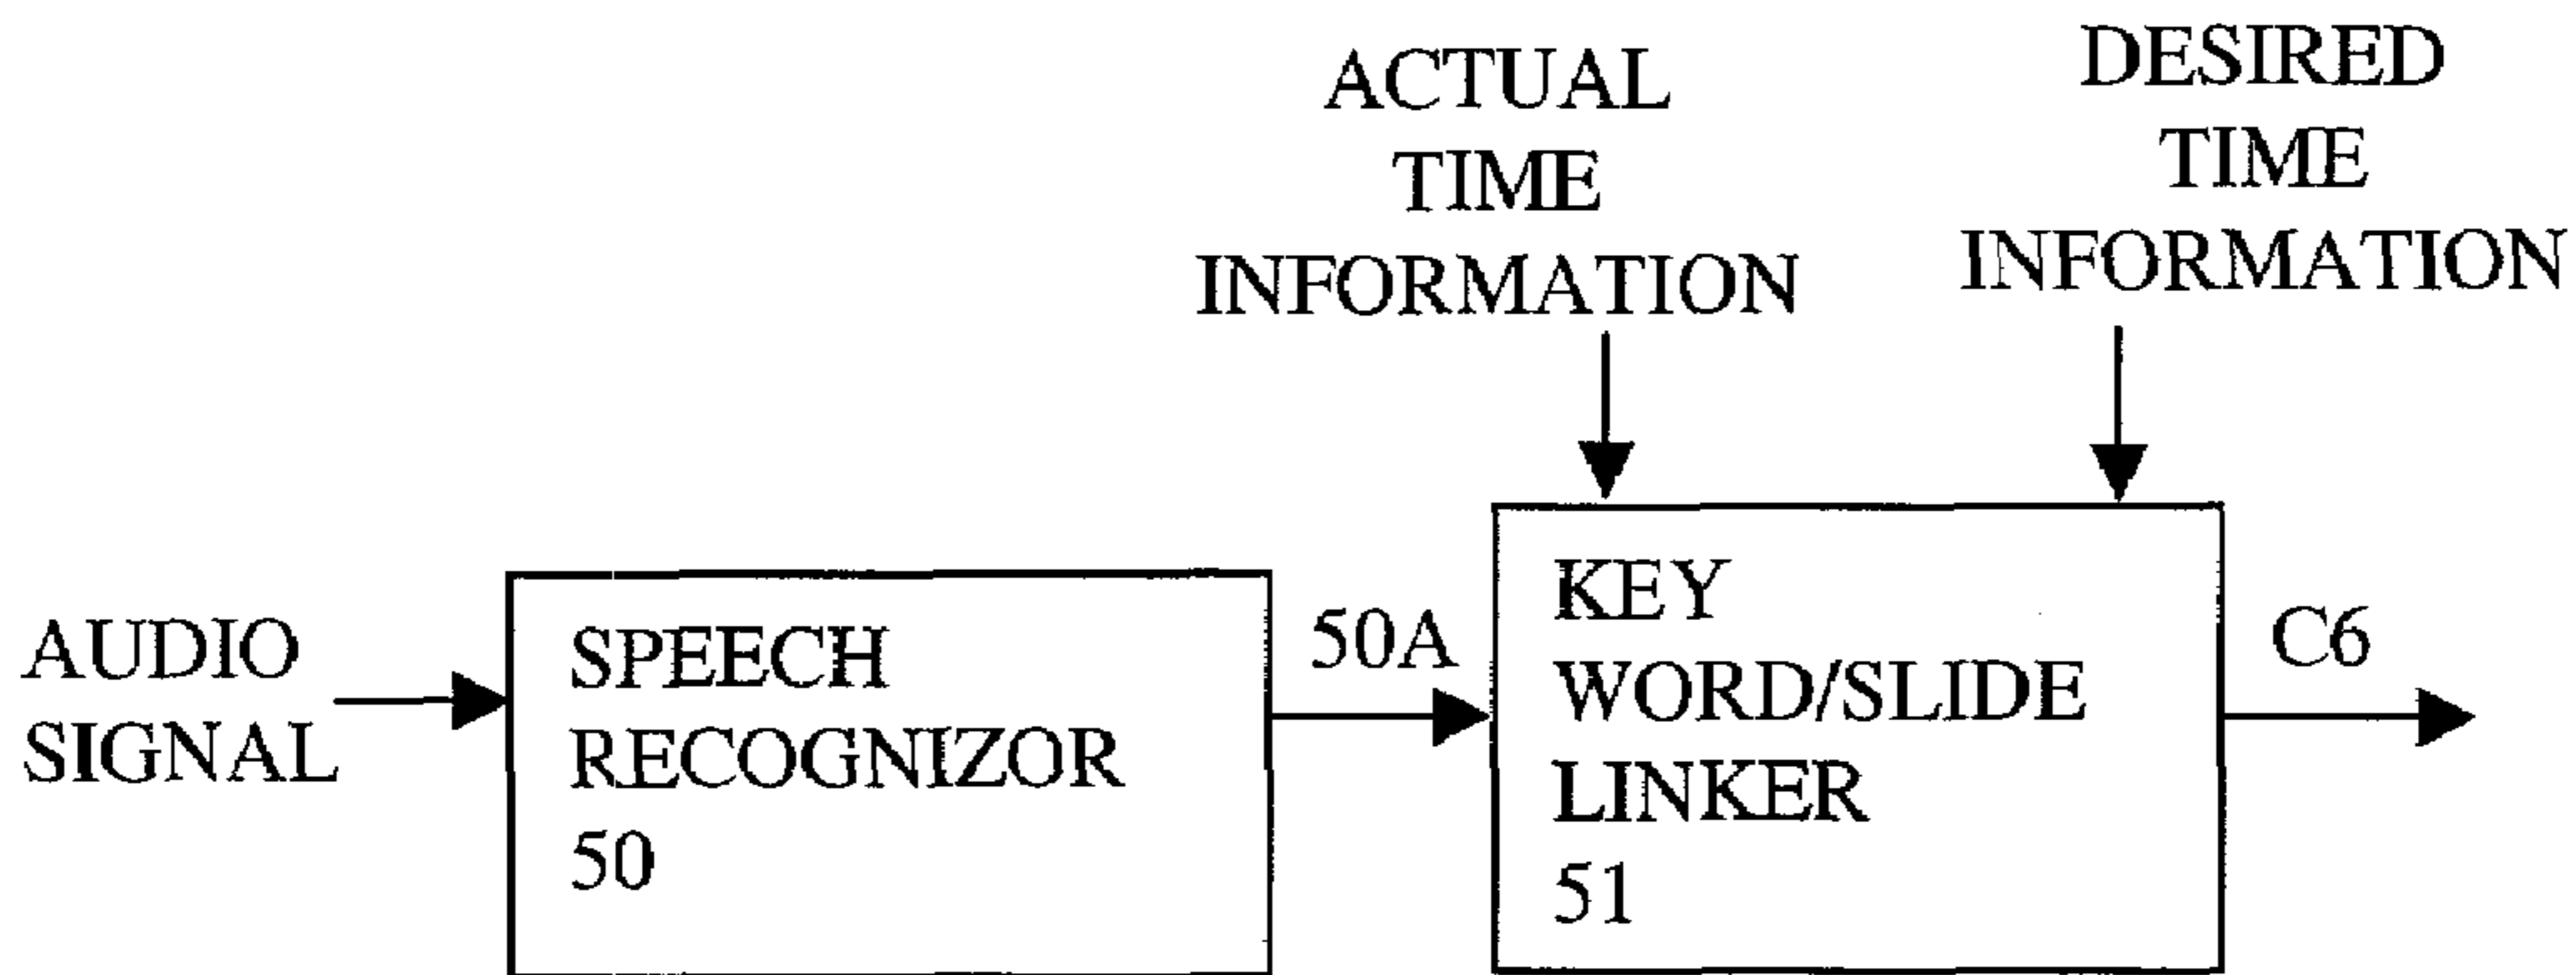 ACTUAL
TIME
INFORMATION
DESIRED
TIME
INFORMATION
AUDIO
SIGNAL
SPEECH
RECOGNIZOR
50
50A
KEY
WORD/SLIDE
LINKER
51
C6